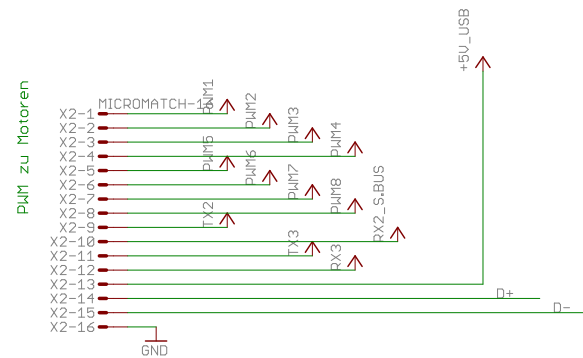 +5V_USB
PWM zu Motoren
MICROMATCH-16
PWM1
PWM2
PWM3
PWM4
PWM5
PWM6
PWM7
PWM8
TX2
RX2_S.BUS
TX3
RX3
X2-1
X2-2
X2-3
X2-4
X2-5
X2-6
X2-7
X2-8
X2-9
X2-10
X2-11
X2-12
X2-13
X2-14
D+
X2-15
D-
X2-16
GND